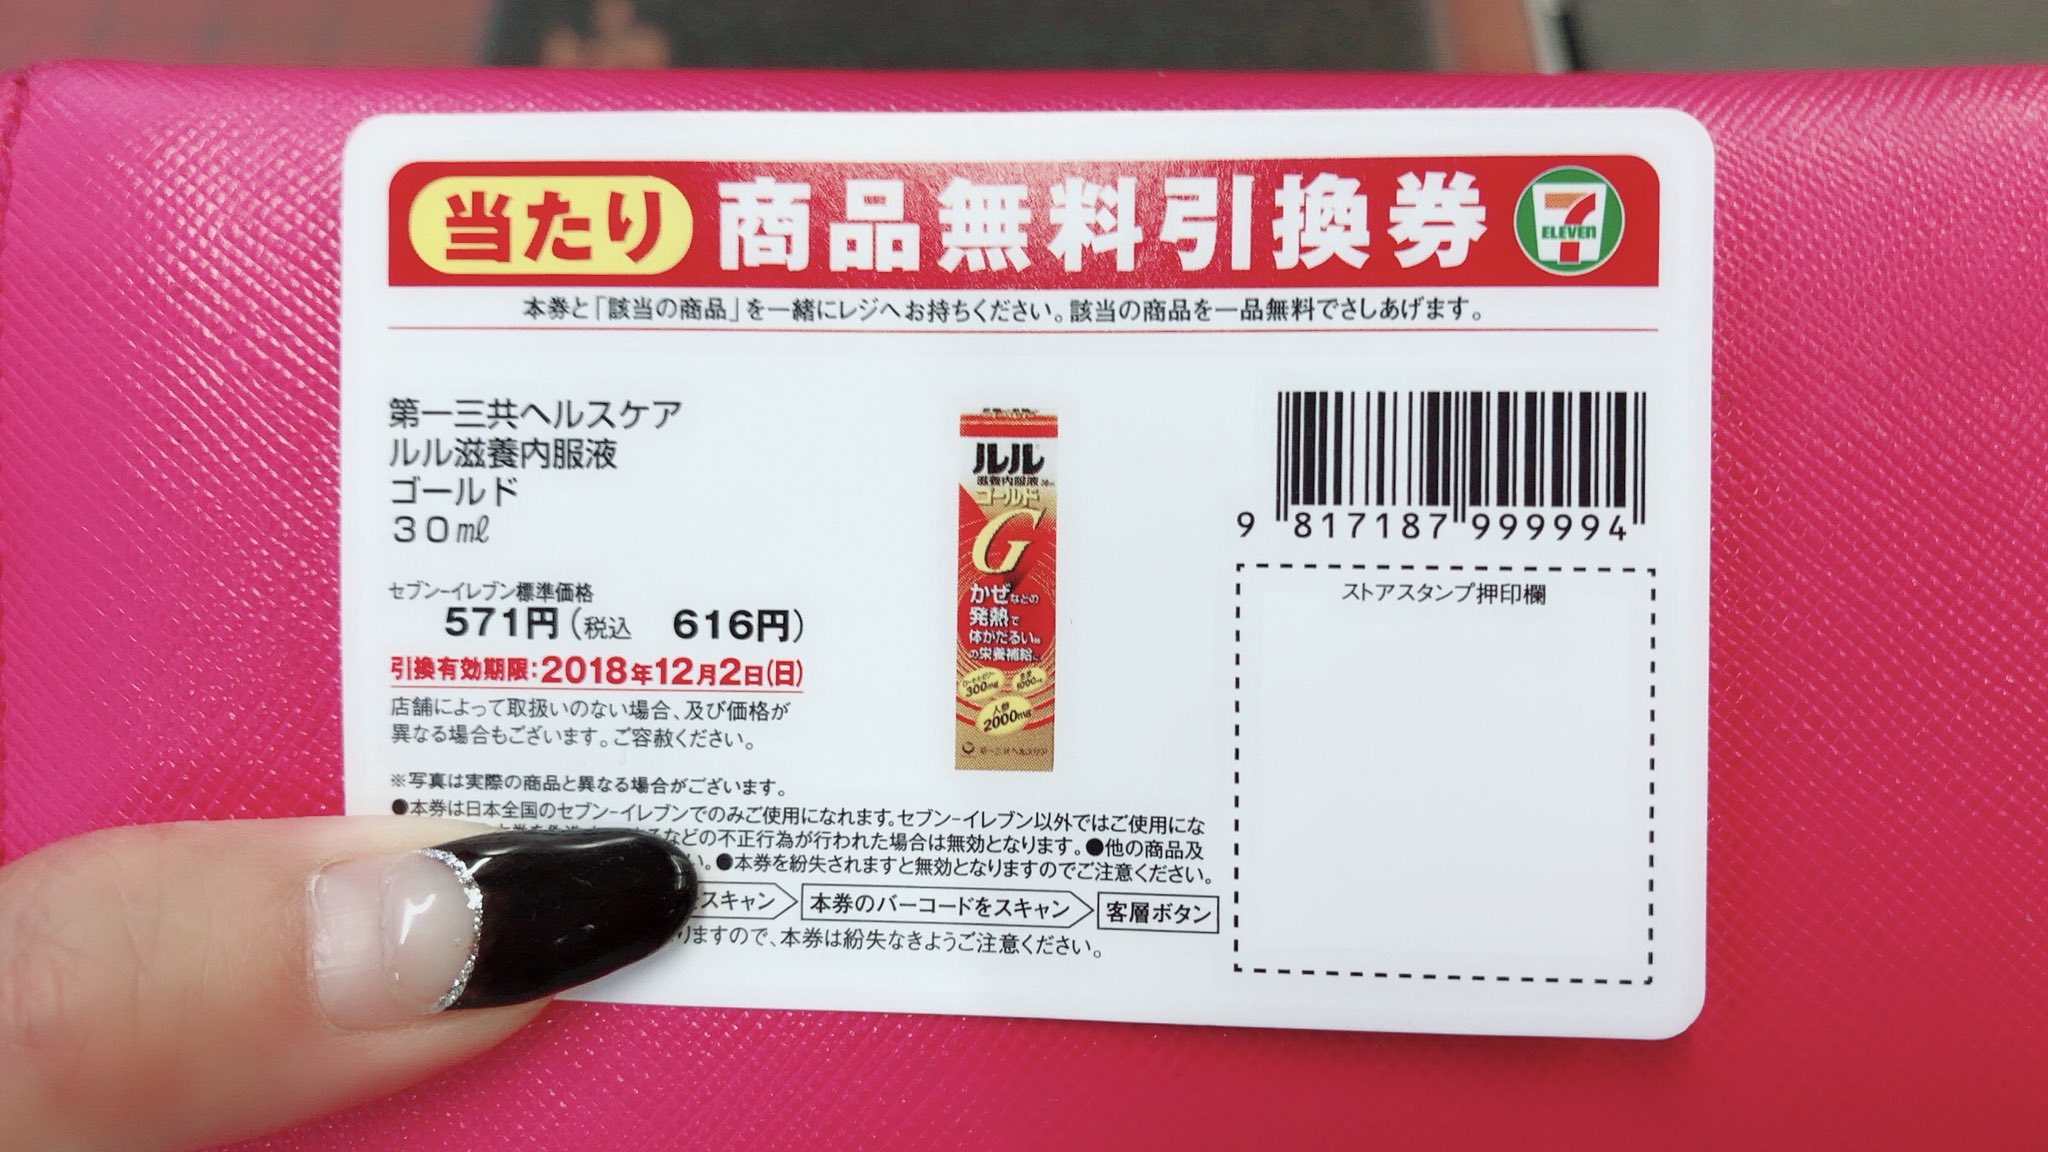 当たり 商品無料引換券 7 ELEVEN
本券と「該当の商品」を一緒にレジへお持ちください。該当の商品を一品無料でさしあげます。
第一三共ヘルスケア
ルル滋養内服液
ゴールド
30㎖
セブン-イレブン標準価格
571円(税込 616円)
引換有効期限:2018年12月2日(日)
店舗によって取扱いのない場合、及び価格が
異なる場合もございます。ご容赦ください。
※写真は実際の商品と異なる場合がございます。
●本券は日本全国のセブン-イレブンでのみご使用になれます。セブン-イレブン以外ではご使用にな
などの不正行為が行われた場合は無効となります。●他の商品及
い。●本券を紛失されますと無効となりますのでご注意ください。
スキャン 本券のバーコードをスキャン 客層ボタン
りますので、本券は紛失なきようご注意ください。
ルル
滋養内服液
ゴールド
G
かぜなどの
発熱で
体がだるい時
の栄養補給に
300mg
1000mg
人参
2000mg
第一三共ヘルスケア
9 817187 999994
ストアスタンプ押印欄